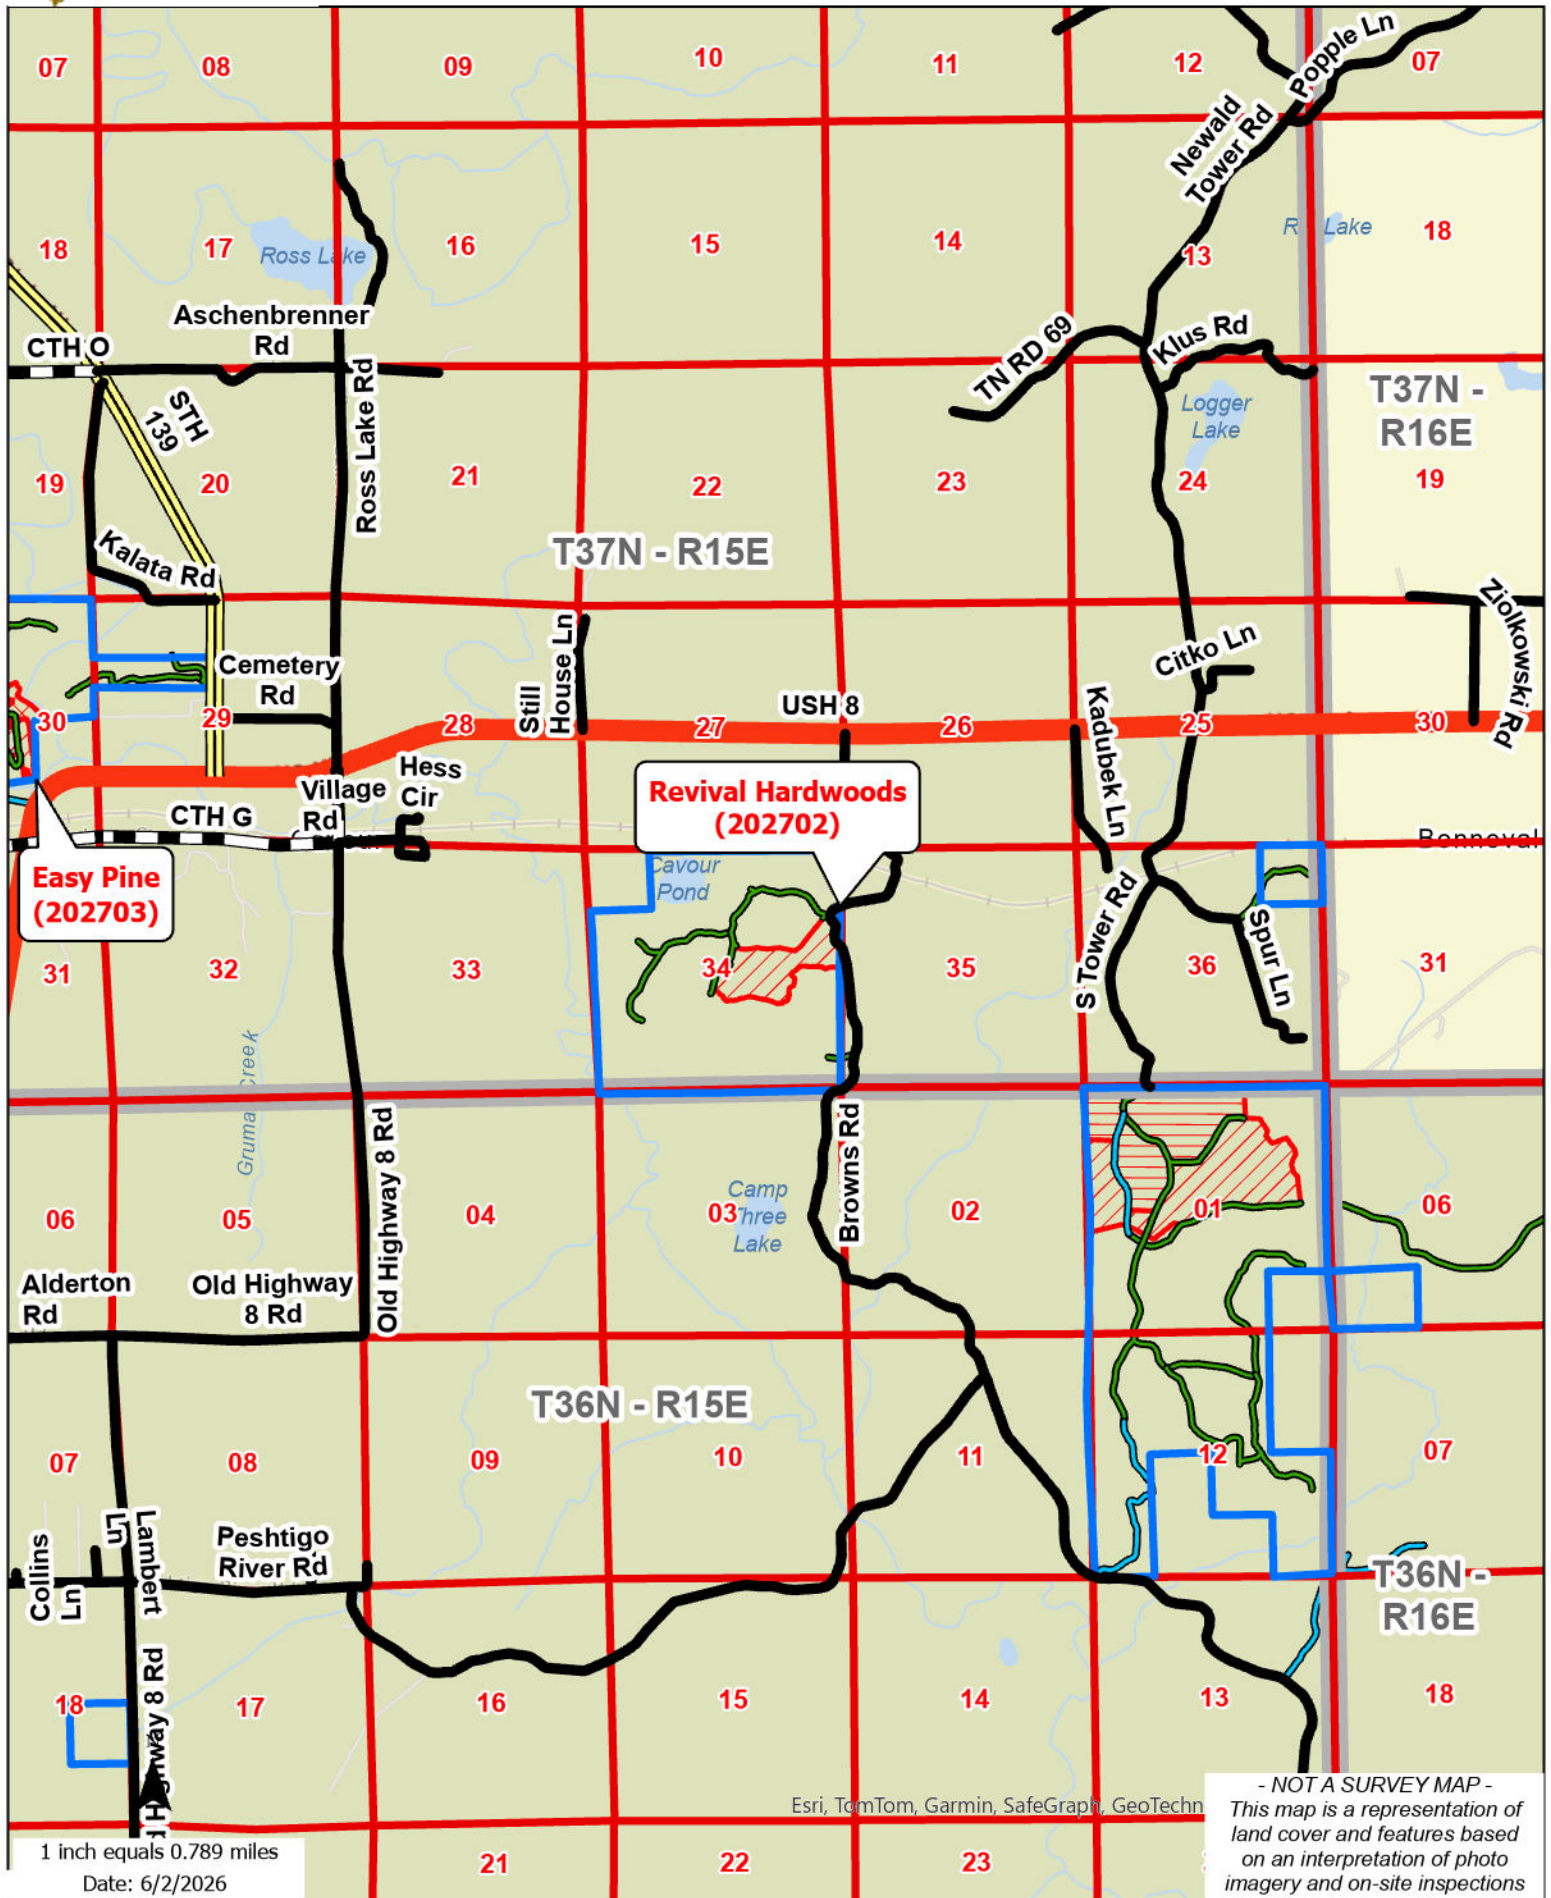 07
08
09
10
11
12
Popple Ln
07
Newald
Tower Rd
18
17
Ross Lake
16
15
14
13
Lake
18
CTH O
Aschenbrenner
Rd
STH
139
Ross Lake Rd
TN RD 69
Klus Rd
Logger
Lake
T37N -
R16E
19
20
21
22
23
24
19
Kalata Rd
T37N - R15E
Cemetery
Rd
Still
House Ln
USH 8
Citko Ln
Kadubek Ln
Ziolkowski Rd
30
29
28
27
26
25
30
CTH G
Village
Rd
Hess
Cir
Revival Hardwoods
(202702)
Bonneval
Easy Pine
(202703)
Cavour
Pond
S Tower Rd
Spur Ln
31
32
33
34
35
36
31
Gruma Creek
Old Highway 8 Rd
Browns Rd
06
05
04
03
Camp
Three
Lake
02
01
06
Alderton
Rd
Old Highway
8 Rd
T36N - R15E
07
08
09
10
11
12
07
Collins
Ln
Ln
Lambert
Peshtigo
River Rd
T36N -
R16E
18
Highway 8 Rd
17
16
15
14
13
18
Esri, TomTom, Garmin, SafeGraph, GeoTechn
- NOT A SURVEY MAP -
This map is a representation of
land cover and features based
on an interpretation of photo
imagery and on-site inspections
1 inch equals 0.789 miles
Date: 6/2/2026
21
22
23